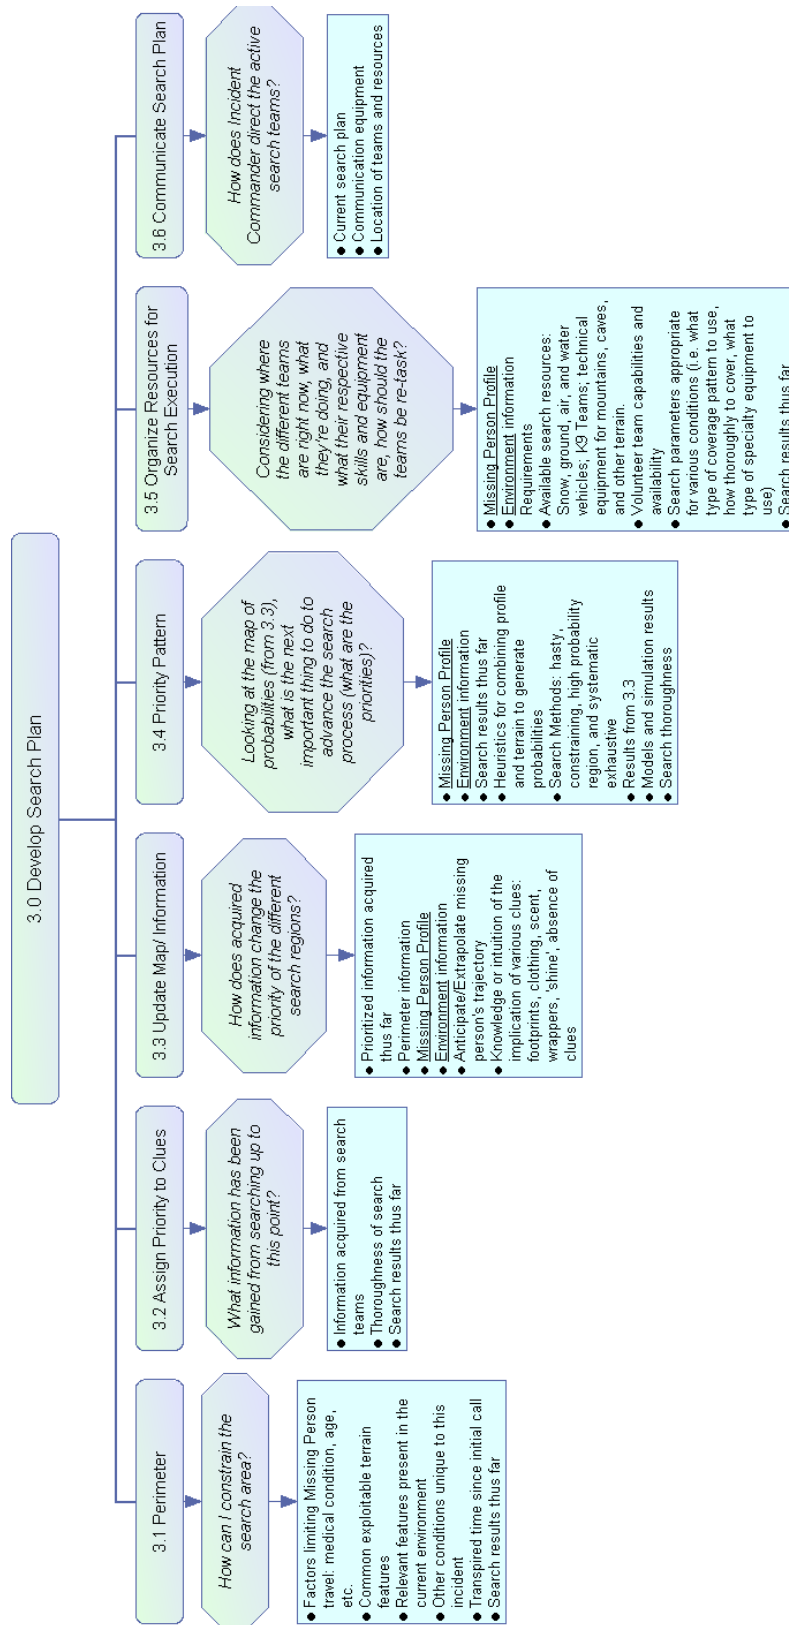 3.0 Develop Search Plan
3.1 Perimeter
How can I constrain the
search area?
● Factors limiting Missing Person
travel: medical condition, age,
etc.
● Common exploitable terrain
features
● Relevant features present in the
current environment
● Other conditions unique to this
incident
● Transpired time since initial call
● Search results thus far
3.2 Assign Priority to Clues
What information has been
gained from searching up to
this point?
● Information acquired from search
teams
● Thoroughness of search
● Search results thus far
3.3 Update Map/ Information
How does acquired
information change the
priority of the different
search regions?
● Prioritized information acquired
thus far
● Perimeter information
● Missing Person Profile
● Environment information
● Anticipate/Extrapolate missing
person's trajectory
● Knowledge or intuition of the
implication of various clues:
footprints, clothing, scent,
wrappers, 'shine', absence of
clues
3.4 Priority Pattern
Looking at the map of
probabilities (from 3.3),
what is the next
important thing to do to
advance the search
process (what are the
priorities)?
● Missing Person Profile
● Environment information
● Search results thus far
● Heuristics for combining profile
and terrain to generate
probabilities
● Search Methods: hasty,
constraining, high probability
region, and systematic
exhaustive
● Results from 3.3
● Models and simulation results
● Search thoroughness
3.5 Organize Resources for
Search Execution
Considering where
the different teams
are right now, what
they're doing, and
what their respective
skills and equipment
are, how should the
teams be re-task?
● Missing Person Profile
● Environment information
Requirements
● Available search resources:
Snow, ground, air, and water
vehicles; K9 Teams; technical
equipment for mountains, caves,
and other terrain.
● Volunteer team capabilities and
availability
● Search parameters appropriate
for various conditions (i.e. what
type of coverage pattern to use,
how thoroughly to cover, what
type of specialty equipment to
use)
● Search results thus far
3.6 Communicate Search Plan
How does Incident
Commander direct the active
search teams?
● Current search plan
● Communication equipment
● Location of teams and resources